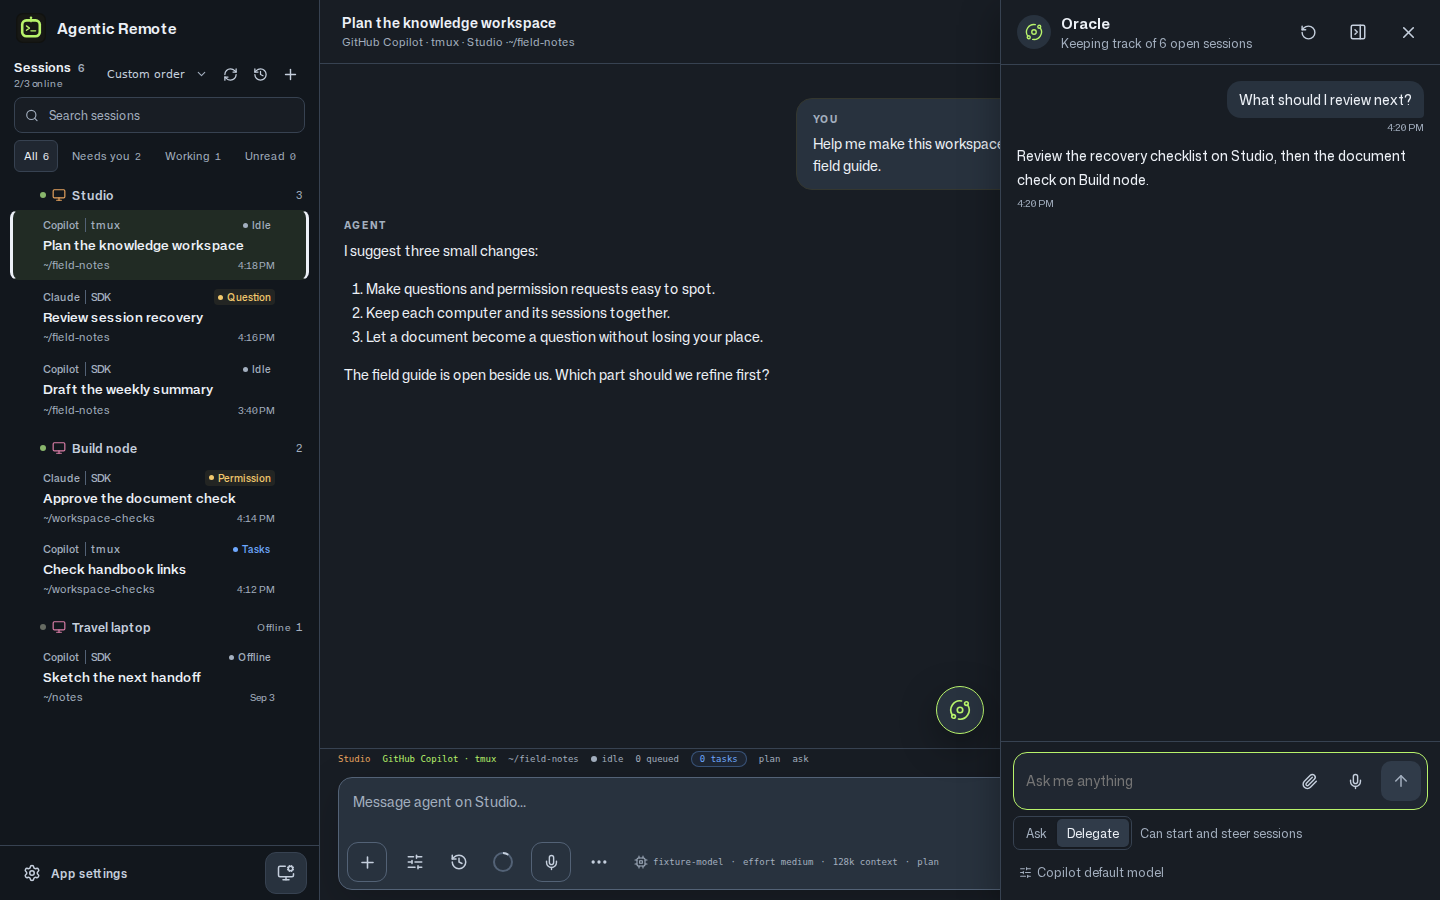 Agentic Remote
Sessions 6
2/3 online
Custom order
Search sessions
All 6
Needs you 2
Working 1
Unread 0
Studio 3
Copilot | tmux
Idle
Plan the knowledge workspace
~/field-notes
4:18 PM
Claude | SDK
Question
Review session recovery
~/field-notes
4:16 PM
Copilot | SDK
Idle
Draft the weekly summary
~/field-notes
3:40 PM
Build node 2
Claude | SDK
Permission
Approve the document check
~/workspace-checks
4:14 PM
Copilot | tmux
Tasks
Check handbook links
~/workspace-checks
4:12 PM
Travel laptop
Offline 1
Copilot | SDK
Offline
Sketch the next handoff
~/notes
Sep 3
App settings
Plan the knowledge workspace
GitHub Copilot · tmux · Studio · ~/field-notes
YOU
Help me make this workspace
field guide.
AGENT
I suggest three small changes:
1. Make questions and permission requests easy to spot.
2. Keep each computer and its sessions together.
3. Let a document become a question without losing your place.
The field guide is open beside us. Which part should we refine first?
Studio GitHub Copilot · tmux ~/field-notes idle 0 queued 0 tasks plan ask
Message agent on Studio...
fixture-model · effort medium · 128k context · plan
Oracle
Keeping track of 6 open sessions
What should I review next?
4:20 PM
Review the recovery checklist on Studio, then the document
check on Build node.
4:20 PM
Ask me anything
Ask
Delegate
Can start and steer sessions
Copilot default model